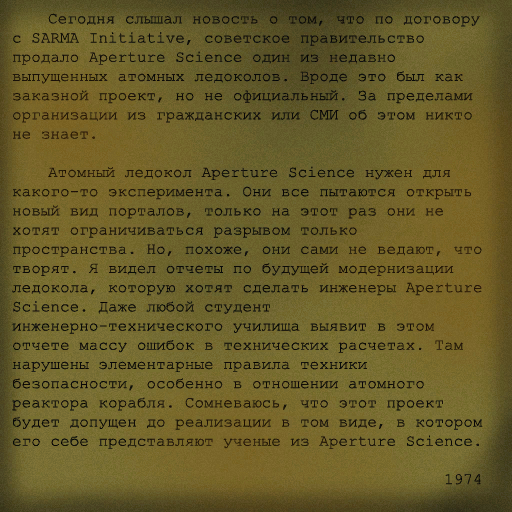 Сегодня слышал новость о том, что по договору
с SARMA Initiative, советское правительство
продало Aperture Science один из недавно
выпущенных атомных ледоколов. Вроде это был как
заказной проект, но не официальный. За пределами
организации из гражданских или СМИ об этом никто
не знает.
Атомный ледокол Aperture Science нужен для
какого-то эксперимента. Они все пытаются открыть
новый вид порталов, только на этот раз они не
хотят ограничиваться разрывом только
пространства. Но, похоже, они сами не ведают, что
творят. Я видел отчеты по будущей модернизации
ледокола, которую хотят сделать инженеры Aperture
Science. Даже любой студент
инженерно-технического училища выявит в этом
отчете массу ошибок в технических расчетах. Там
нарушены элементарные правила техники
безопасности, особенно в отношении атомного
реактора корабля. Сомневаюсь, что этот проект
будет допущен до реализации в том виде, в котором
его себе представляют ученые из Aperture Science.
1974